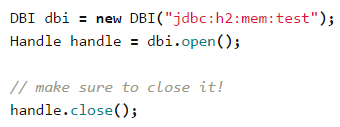 DBI dbi = new DBI("jdbc:h2:mem:test");
Handle handle = dbi.open();
// make sure to close it!
handle.close();